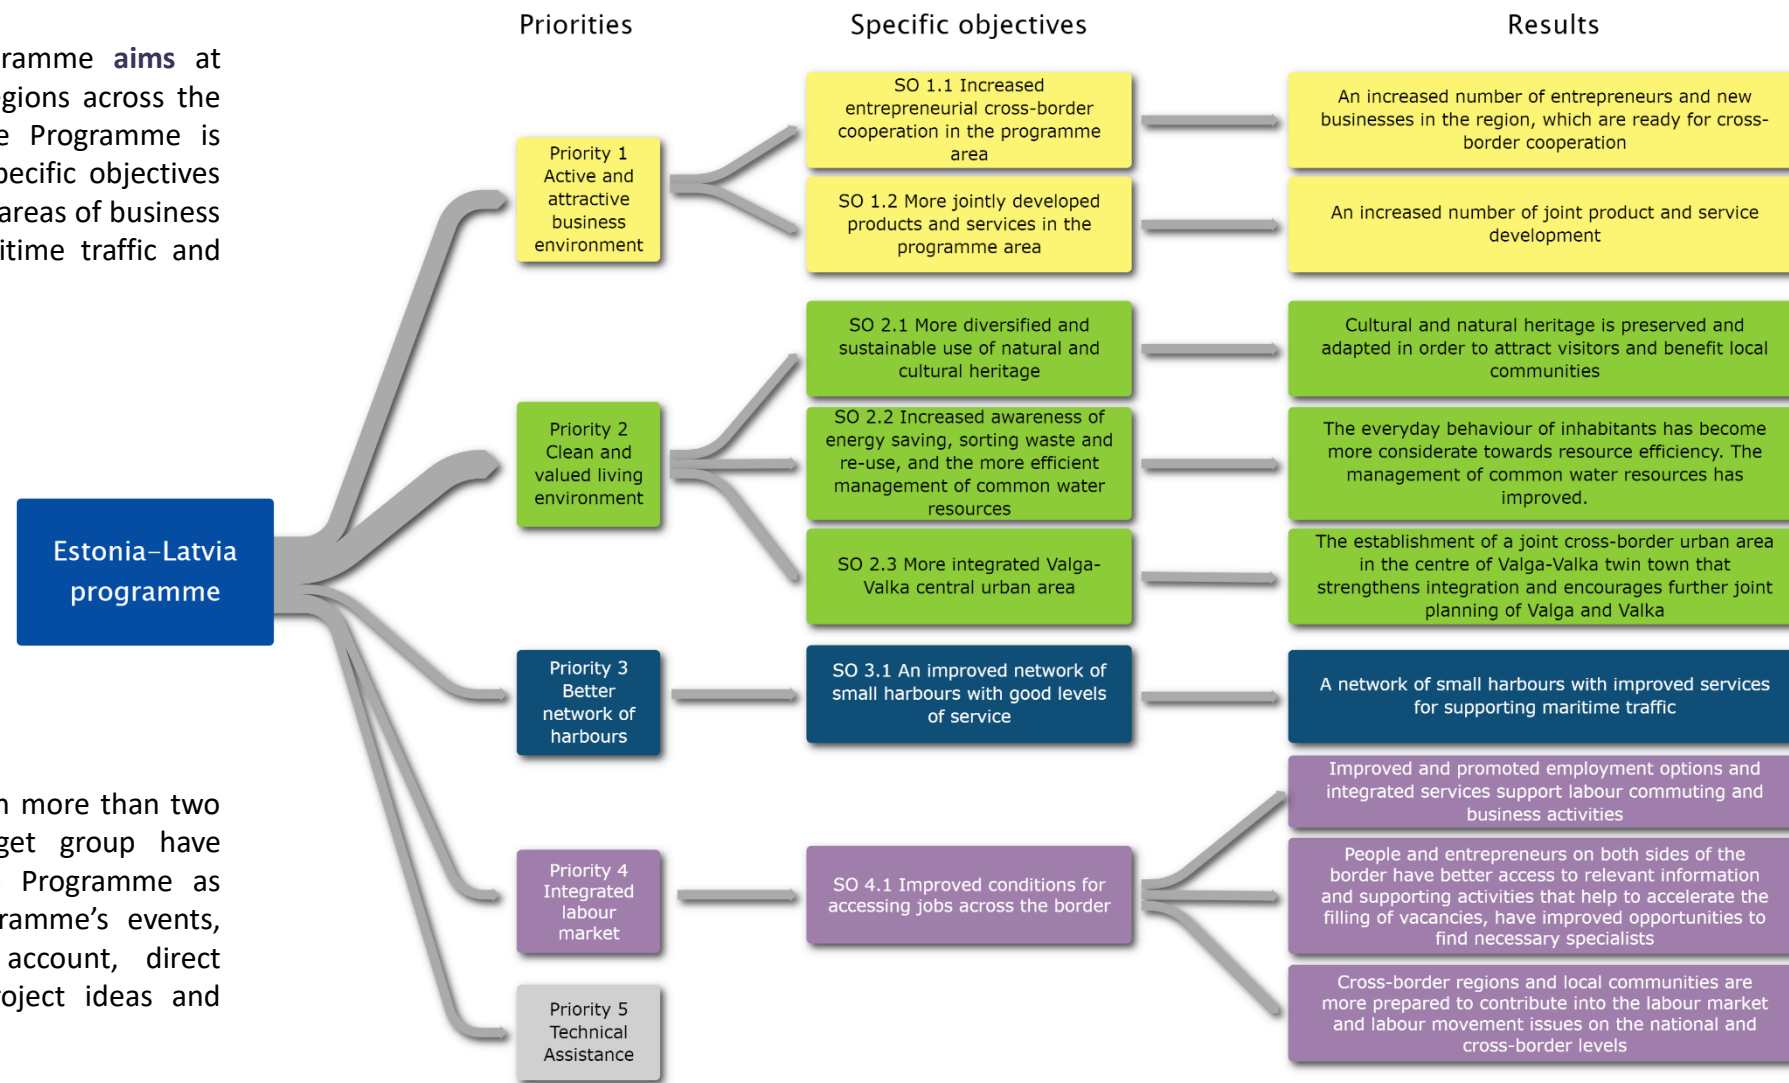 gramme aims at
egions across the
e Programme is
specific objectives
areas of business
itime traffic and
n more than two
get group have
Programme as
ramme's events,
account, direct
roject ideas and
Estonia–Latvia
programme
Priorities
Priority 1
Active and
attractive
business
environment
Priority 2
Clean and
valued living
environment
Priority 3
Better
network of
harbours
Priority 4
Integrated
labour
market
Priority 5
Technical
Assistance
Specific objectives
SO 1.1 Increased
entrepreneurial cross-border
cooperation in the programme
area
SO 1.2 More jointly developed
products and services in the
programme area
SO 2.1 More diversified and
sustainable use of natural and
cultural heritage
SO 2.2 Increased awareness of
energy saving, sorting waste and
re-use, and the more efficient
management of common water
resources
SO 2.3 More integrated Valga-
Valka central urban area
SO 3.1 An improved network of
small harbours with good levels
of service
SO 4.1 Improved conditions for
accessing jobs across the border
Results
An increased number of entrepreneurs and new
businesses in the region, which are ready for cross-
border cooperation
An increased number of joint product and service
development
Cultural and natural heritage is preserved and
adapted in order to attract visitors and benefit local
communities
The everyday behaviour of inhabitants has become
more considerate towards resource efficiency. The
management of common water resources has
improved.
The establishment of a joint cross-border urban area
in the centre of Valga-Valka twin town that
strengthens integration and encourages further joint
planning of Valga and Valka
A network of small harbours with improved services
for supporting maritime traffic
Improved and promoted employment options and
integrated services support labour commuting and
business activities
People and entrepreneurs on both sides of the
border have better access to relevant information
and supporting activities that help to accelerate the
filling of vacancies, have improved opportunities to
find necessary specialists
Cross-border regions and local communities are
more prepared to contribute into the labour market
and labour movement issues on the national and
cross-border levels